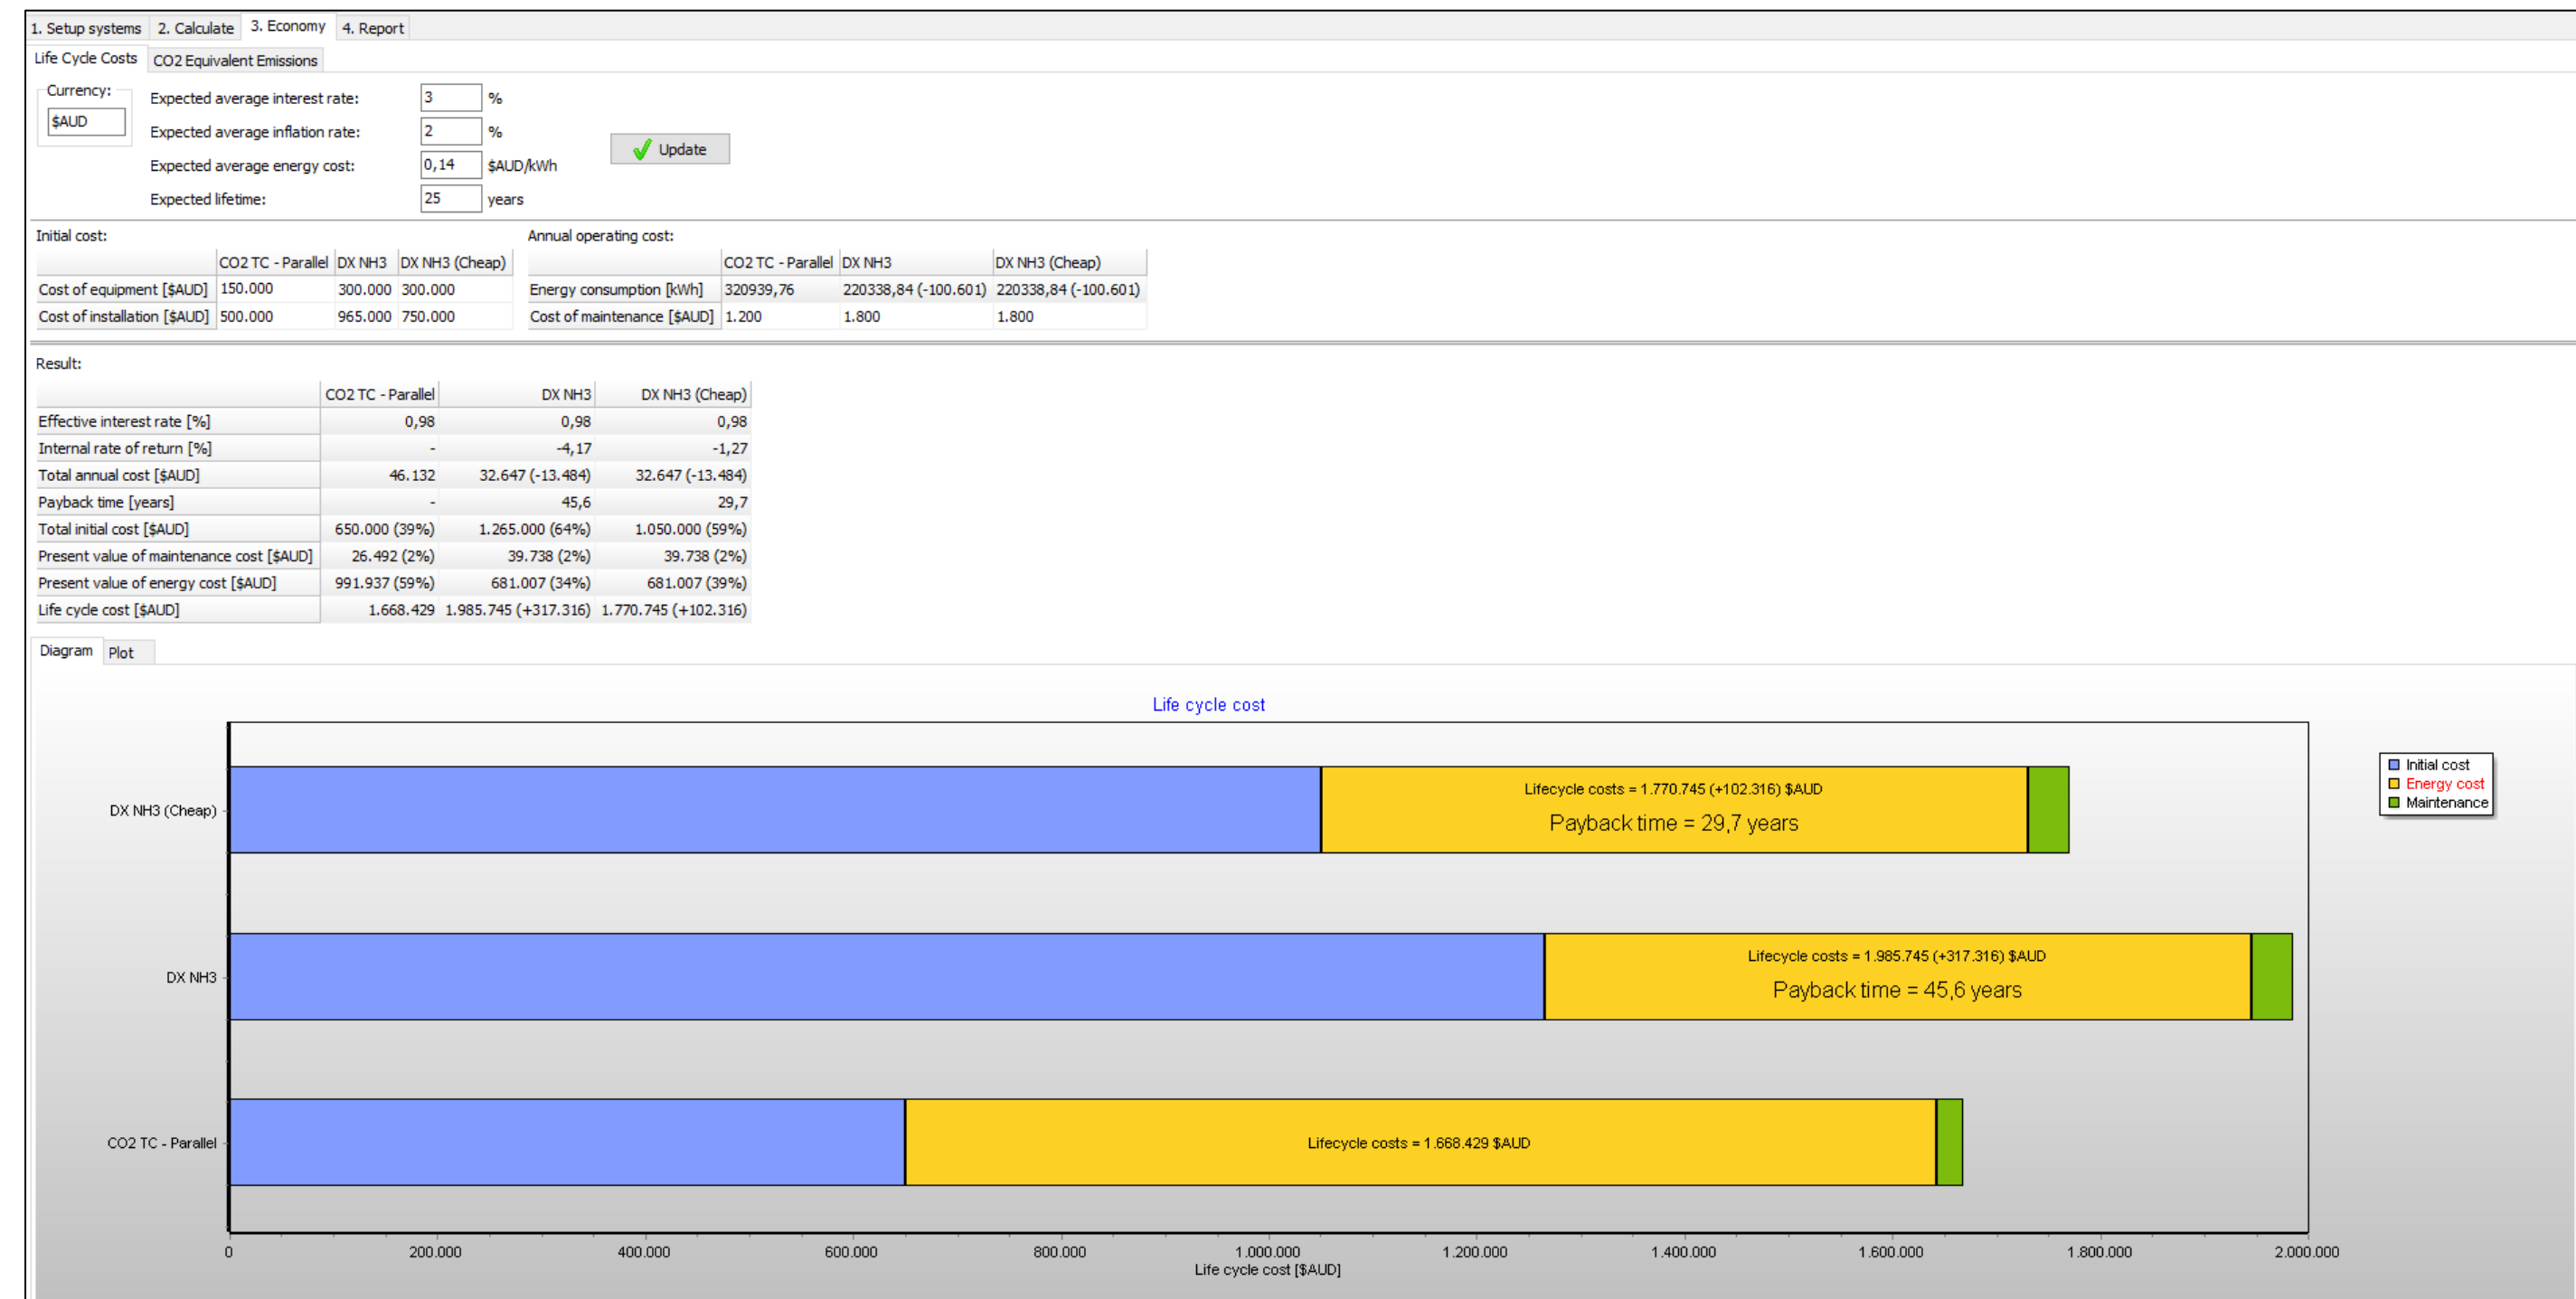 1. Setup systems 2. Calculate 3. Economy 4. Report
Life Cycle Costs CO2 Equivalent Emissions
Currency:
$AUD
Expected average interest rate: 3 %
Expected average inflation rate: 2 %
Expected average energy cost: 0,14 $AUD/kWh
Expected lifetime: 25 years
Update
Initial cost:
CO2 TC - Parallel DX NH3 DX NH3 (Cheap)
Cost of equipment [$AUD] 150.000 300.000 300.000
Cost of installation [$AUD] 500.000 965.000 750.000
Annual operating cost:
CO2 TC - Parallel DX NH3 DX NH3 (Cheap)
Energy consumption [kWh] 320939,76 220338,84 (-100.601) 220338,84 (-100.601)
Cost of maintenance [$AUD] 1.200 1.800 1.800
Result:
CO2 TC - Parallel DX NH3 DX NH3 (Cheap)
Effective interest rate [%] 0,98 0,98 0,98
Internal rate of return [%] - -4,17 -1,27
Total annual cost [$AUD] 46.132 32.647 (-13.484) 32.647 (-13.484)
Payback time [years] - 45,6 29,7
Total initial cost [$AUD] 650.000 (39%) 1.265.000 (64%) 1.050.000 (59%)
Present value of maintenance cost [$AUD] 26.492 (2%) 39.738 (2%) 39.738 (2%)
Present value of energy cost [$AUD] 991.937 (59%) 681.007 (34%) 681.007 (39%)
Life cycle cost [$AUD] 1.668.429 1.985.745 (+317.316) 1.770.745 (+102.316)
Diagram Plot
Life cycle cost
Initial cost
Energy cost
Maintenance
DX NH3 (Cheap)
Lifecycle costs = 1.770.745 (+102.316) $AUD
Payback time = 29,7 years
DX NH3
Lifecycle costs = 1.985.745 (+317.316) $AUD
Payback time = 45,6 years
CO2 TC - Parallel
Lifecycle costs = 1.668.429 $AUD
0 200.000 400.000 600.000 800.000 1.000.000 1.200.000 1.400.000 1.600.000 1.800.000 2.000.000
Life cycle cost [$AUD]